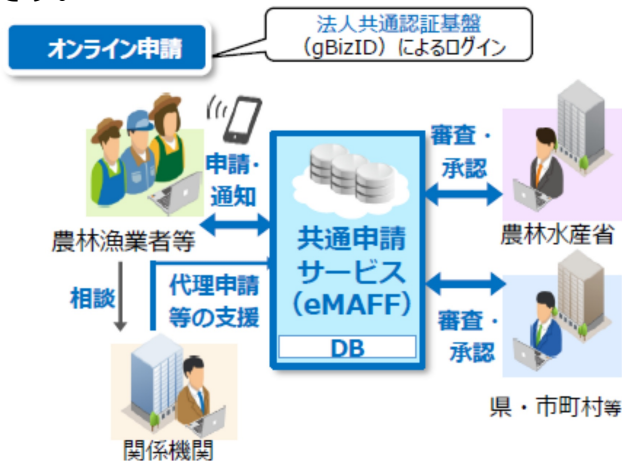 オンライン申請
法人共通認証基盤
（gBizID）によるログイン
申請・
通知
農林漁業者等
相談
代理申請
等の支援
関係機関
共通申請
サービス
（eMAFF）
DB
審査・
承認
農林水産省
審査・
承認
県・市町村等